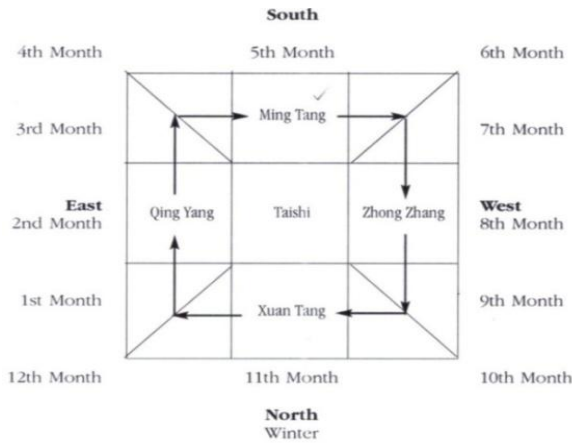 South
4th Month 5th Month 6th Month
Ming Tang
3rd Month 7th Month
East West
Qing Yang Taishi Zhong Zhang
2nd Month 8th Month
1st Month 9th Month
Xuan Tang
12th Month 11th Month 10th Month
North
Winter